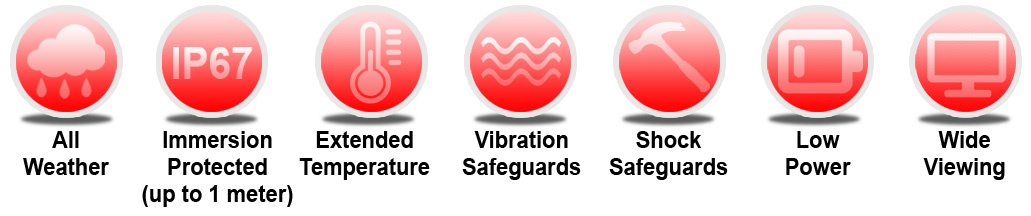 IP67
All
Weather
Immersion
Protected
(up to 1 meter)
Extended
Temperature
Vibration
Safeguards
Shock
Safeguards
Low
Power
Wide
Viewing